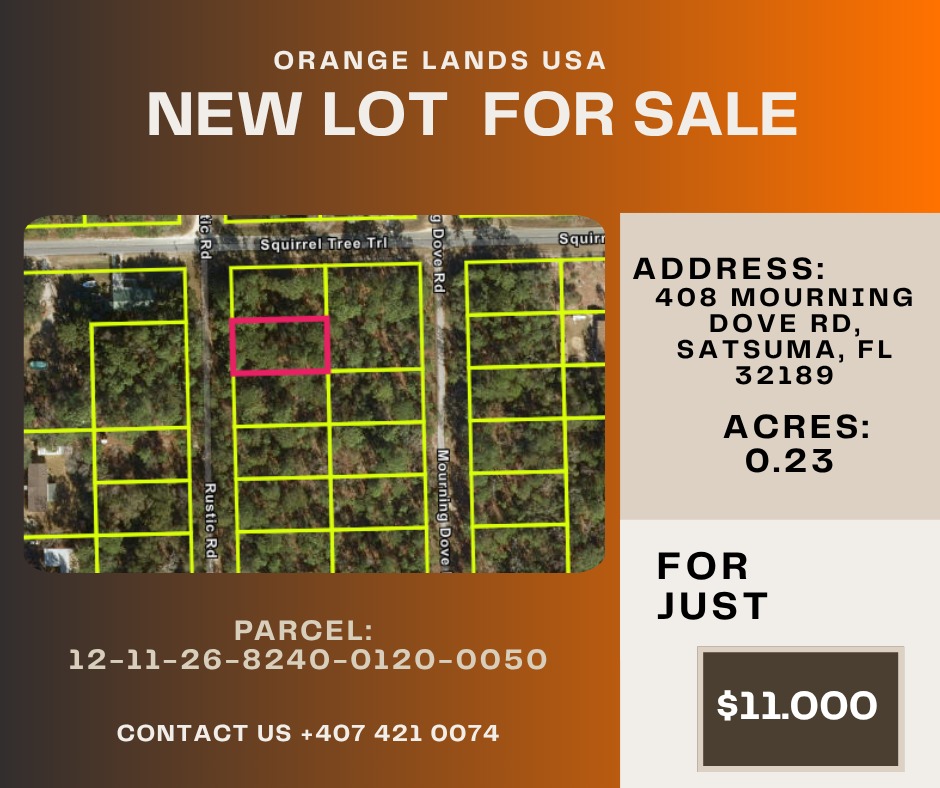 ORANGE LANDS USA
NEW LOT FOR SALE
tic Rd
Squirrel Tree Trl
g Dove Rd
Squirr
Rustic Rd
Mourning Dove
ADDRESS:
408 MOURNING
DOVE RD,
SATSUMA, FL
32189
ACRES:
0.23
FOR
JUST
$11.000
PARCEL:
12-11-26-8240-0120-0050
CONTACT US +407 421 0074